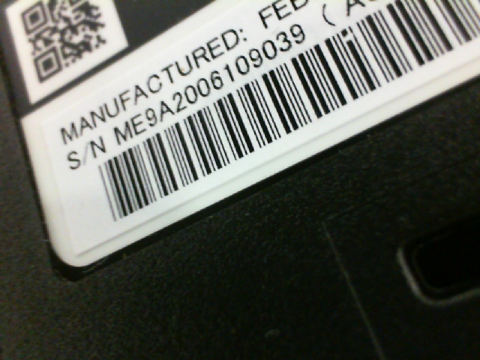 MANUFACTURED: FEB
S/N ME9A2006109039 ( A